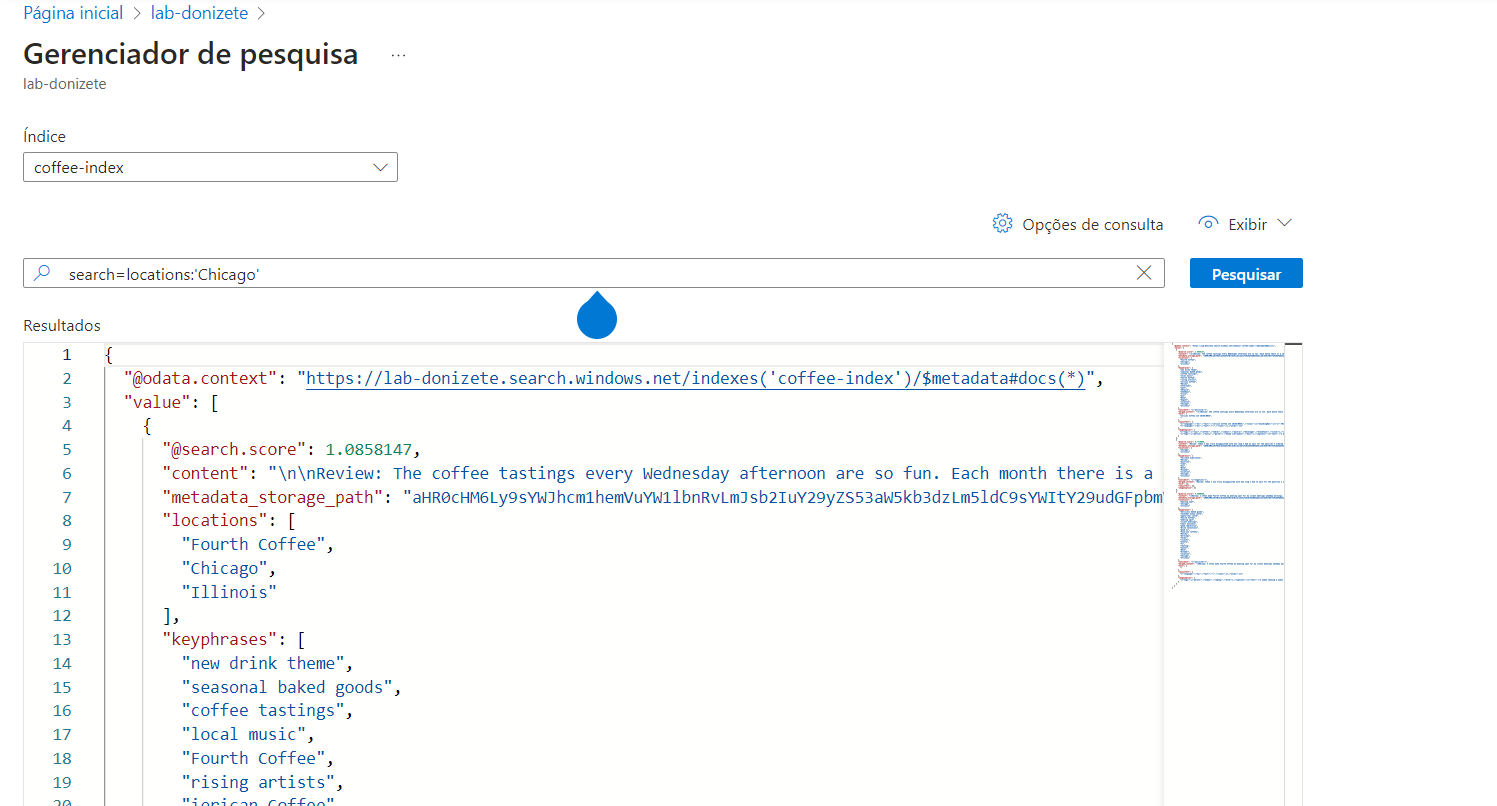 Página inicial > lab-donizete >
Gerenciador de pesquisa ...
lab-donizete
Índice
coffee-index
Opções de consulta Exibir
search=locations:'Chicago'
Pesquisar
Resultados
1 {
2 "@odata.context": "https://lab-donizete.search.windows.net/indexes('coffee-index')/$metadata#docs(*)",
3 "value": [
4 {
5 "@search.score": 1.0858147,
6 "content": "\n\nReview: The coffee tastings every Wednesday afternoon are so fun. Each month there is a
7 "metadata_storage_path": "aHR0cHM6Ly9sYWJhcm1hemVuYW1lbnRvLmJsb2IuY29yZS53aW5kb3dzLm5ldC9sYWItY29udGFpbm
8 "locations": [
9 "Fourth Coffee",
10 "Chicago",
11 "Illinois"
12 ],
13 "keyphrases": [
14 "new drink theme",
15 "seasonal baked goods",
16 "coffee tastings",
17 "local music",
18 "Fourth Coffee",
19 "rising artists",
20 "ierican Coffee"